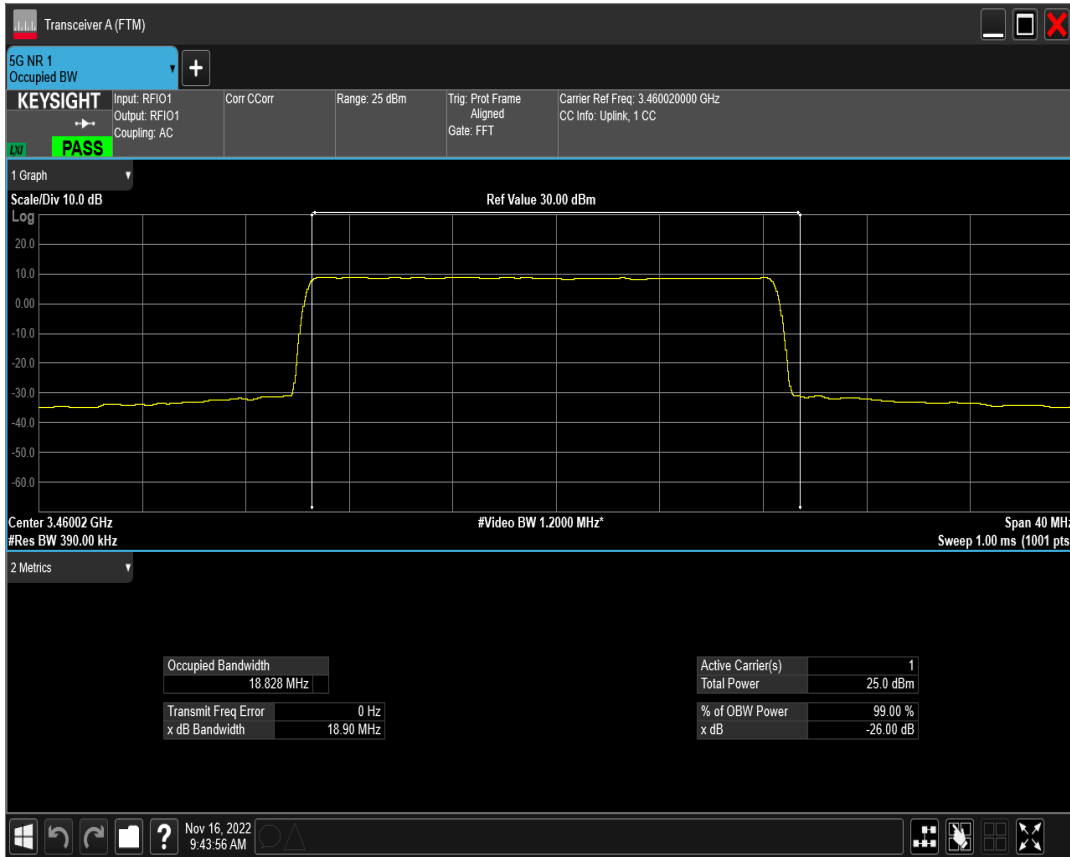 Transceiver A (FTM)
5G NR 1
Occupied BW
+
KEYSIGHT
LXI
PASS
Input: RFIO1
Output: RFIO1
Coupling: AC
Corr CCorr
Range: 25 dBm
Trig: Prot Frame
Aligned
Gate: FFT
Carrier Ref Freq: 3.460020000 GHz
CC Info: Uplink, 1 CC
1 Graph
Scale/Div 10.0 dB
Ref Value 30.00 dBm
Log
20.0
10.0
0.00
-10.0
-20.0
-30.0
-40.0
-50.0
-60.0
Center 3.46002 GHz
#Video BW 1.2000 MHz*
Span 40 MHz
#Res BW 390.00 kHz
Sweep 1.00 ms (1001 pts
2 Metrics
Occupied Bandwidth
18.828 MHz
Transmit Freq Error 0 Hz
x dB Bandwidth 18.90 MHz
Active Carrier(s) 1
Total Power 25.0 dBm
% of OBW Power 99.00 %
x dB -26.00 dB
?
Nov 16, 2022
9:43:56 AM